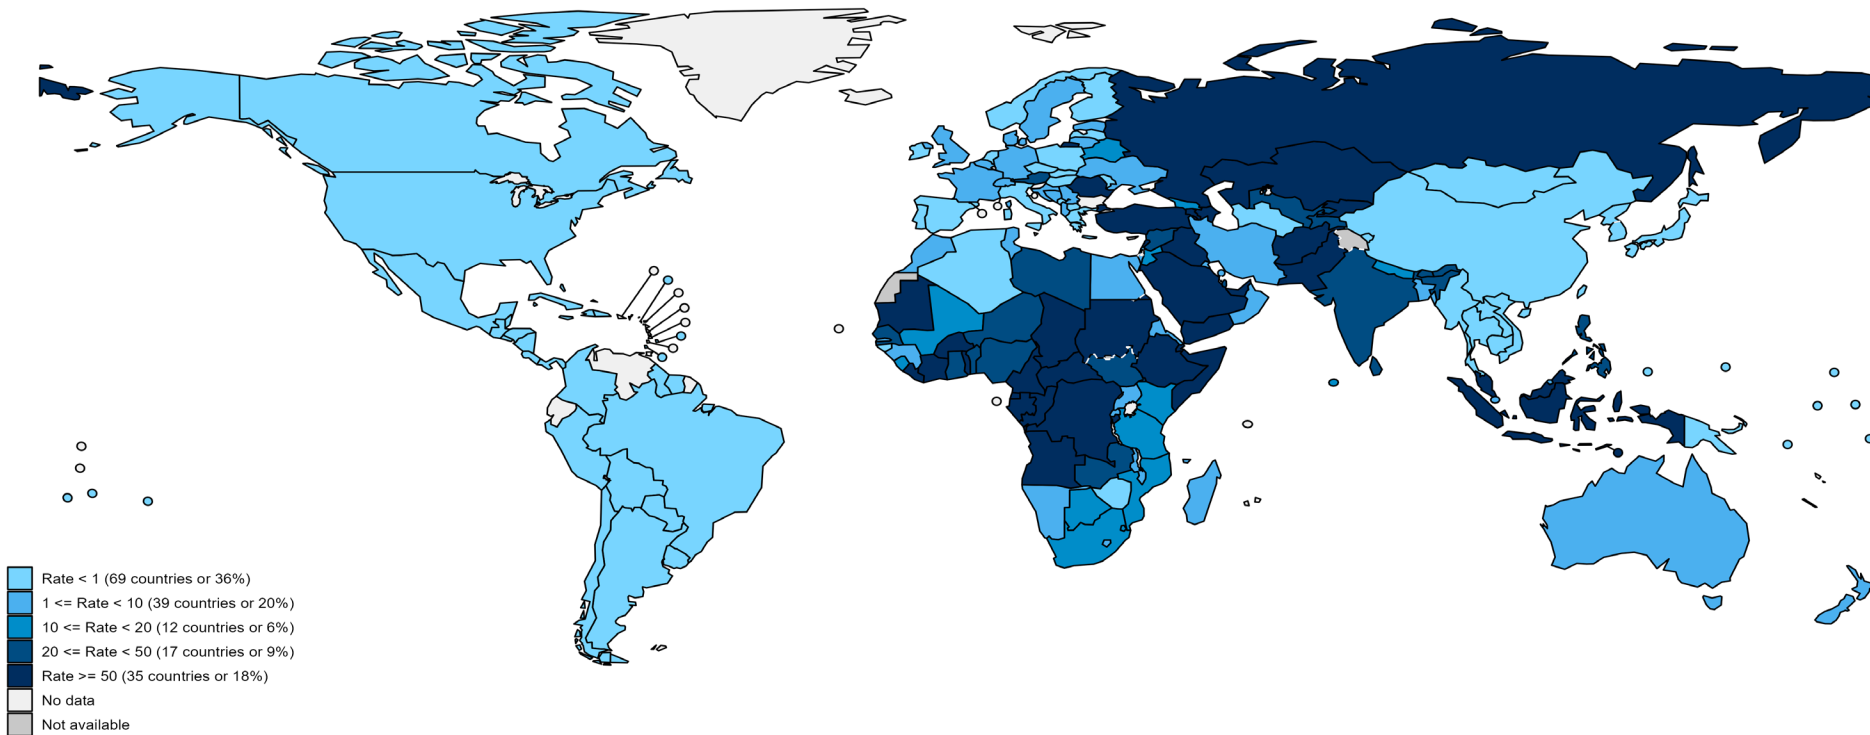 Rate < 1 (69 countries or 36%)
1 <= Rate < 10 (39 countries or 20%)
10 <= Rate < 20 (12 countries or 6%)
20 <= Rate < 50 (17 countries or 9%)
Rate >= 50 (35 countries or 18%)
No data
Not available